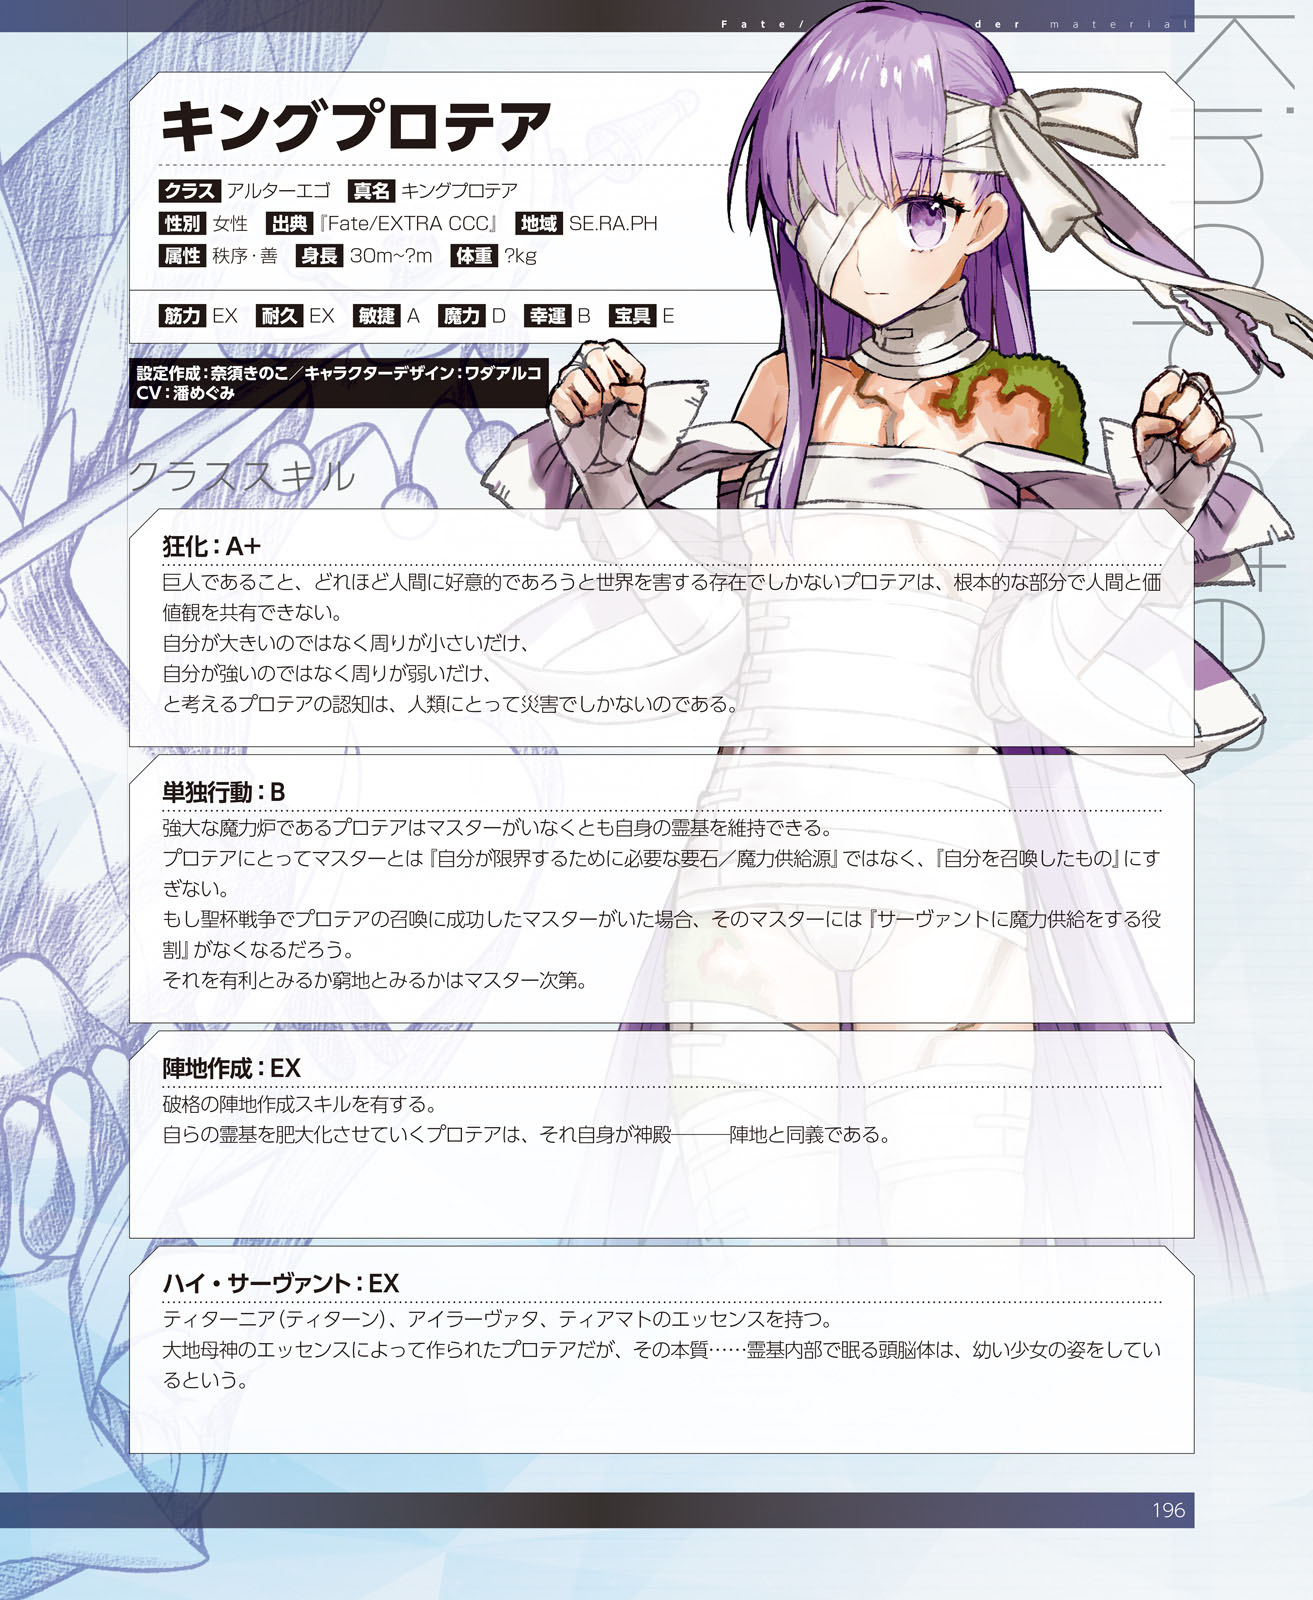 Fate/ der material
Kingprotea
キングプロテア
クラス アルターエゴ 真名 キングプロテア
性別 女性 出典 『Fate/EXTRA CCC』 地域 SE.RA.PH
属性 秩序・善 身長 30m~?m 体重 ?kg
筋力 EX 耐久 EX 敏捷 A 魔力 D 幸運 B 宝具 E
設定作成:奈須きのこ/キャラクターデザイン:ワダアルコ
CV:潘めぐみ
クラススキル
狂化:A+
巨人であること、どれほど人間に好意的であろうと世界を害する存在でしかないプロテアは、根本的な部分で人間と価
値観を共有できない。
自分が大きいのではなく周りが小さいだけ、
自分が強いのではなく周りが弱いだけ、
と考えるプロテアの認知は、人類にとって災害でしかないのである。
単独行動:B
強大な魔力炉であるプロテアはマスターがいなくとも自身の霊基を維持できる。
プロテアにとってマスターとは『自分が限界するために必要な要石/魔力供給源』ではなく、『自分を召喚したもの』にす
ぎない。
もし聖杯戦争でプロテアの召喚に成功したマスターがいた場合、そのマスターには『サーヴァントに魔力供給をする役
割』がなくなるだろう。
それを有利とみるか窮地とみるかはマスター次第。
陣地作成:EX
破格の陣地作成スキルを有する。
自らの霊基を肥大化させていくプロテアは、それ自身が神殿───陣地と同義である。
ハイ・サーヴァント:EX
ティターニア(ティターン)、アイラーヴァタ、ティアマトのエッセンスを持つ。
大地母神のエッセンスによって作られたプロテアだが、その本質……霊基内部で眠る頭脳体は、幼い少女の姿をしてい
るという。
196